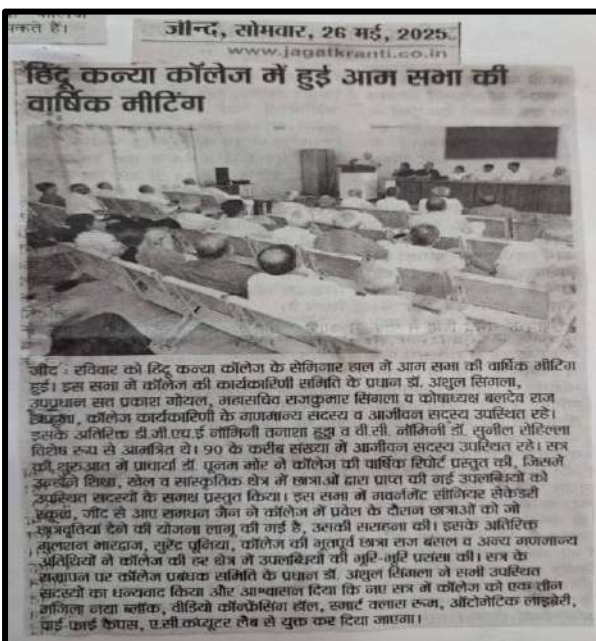 सकते हैं।
जीन्द, सोमवार, 26 मई, 2025
www.jagatkranti.co.in
हिंदू कन्या कॉलेज में हुई आम सभा की
वार्षिक मीटिंग
जींद : रविवार को हिंदू कन्या कॉलेज के सेमिनार हाल में आम सभा की वार्षिक मीटिंग
हुई। इस सभा में कॉलेज की कार्यकारिणी समिति के प्रधान डॉ. अंशुल सिंगला,
उपप्रधान सत प्रकाश गोयल, महासचिव राजकुमार सिंगला व कोषाध्यक्ष बलदेव राज
कॉलेज कार्यकारिणी के गणमान्य सदस्य व आजीवन सदस्य उपस्थित रहे।
इसके अतिरिक्त डी.जी.एच.ई नॉमिनी तनाशा हुड्डा व वी.सी. नॉमिनी डॉ. सुनील रोहिल्ला
विशेष रूप से आमंत्रित थे। 90 के करीब संख्या में आजीवन सदस्य उपस्थित रहे। सत्र
की शुरुआत में प्राचार्या डॉ. पूनम मोर ने कॉलेज की वार्षिक रिपोर्ट प्रस्तुत की, जिसमें
उन्होंने शिक्षा, खेल व सांस्कृतिक क्षेत्र में छात्राओं द्वारा प्राप्त की गई उपलब्धियों को
उपस्थित सदस्यों के समक्ष प्रस्तुत किया। इस सभा में गवर्नमेंट सीनियर सेकेंडरी
स्कूल, जींद से आए रामधन जैन ने कॉलेज में प्रवेश के दौरान छात्राओं को जो
छात्रवृत्तियां देने की योजना लागू की गई है, उसकी सराहना की। इसके अतिरिक्त
गुलशन भारद्वाज, सुरेंद्र पूनिया, कॉलेज की भूतपूर्व छात्रा राज बंसल व अन्य गणमान्य
अतिथियों ने कॉलेज की हर क्षेत्र में उपलब्धियों की भूरि-भूरि प्रशंसा की। सत्र के
समापन पर कॉलेज प्रबंधक समिति के प्रधान डॉ. अंशुल सिंगला ने सभी उपस्थित
सदस्यों का धन्यवाद किया और आश्वासन दिया कि नए सत्र में कॉलेज को एक तीन
मंजिला नया ब्लॉक, वीडियो कॉन्फ्रेंसिंग हॉल, स्मार्ट क्लास रूम, ऑटोमेटिक लाइब्रेरी,
वाई-फाई कैंपस, ए.सी कंप्यूटर लैब से युक्त कर दिया जाएगा।